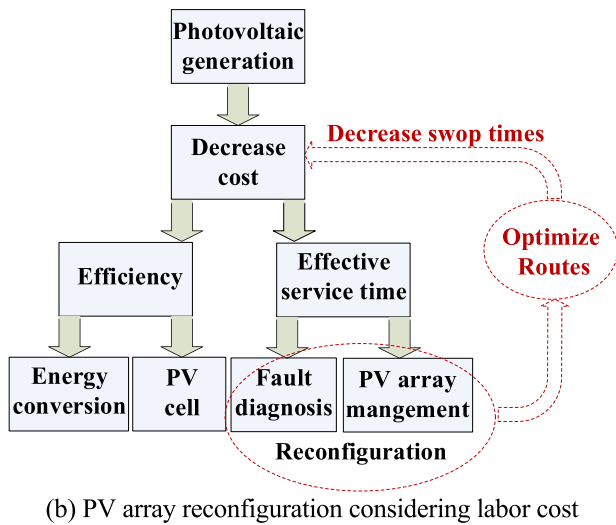 Photovoltaic
generation
Decrease swop times
Decrease
cost
Optimize
Routes
Efficiency
Effective
service time
Energy
conversion
PV
cell
Fault
diagnosis
PV array
mangement
Reconfiguration
(b) PV array reconfiguration considering labor cost